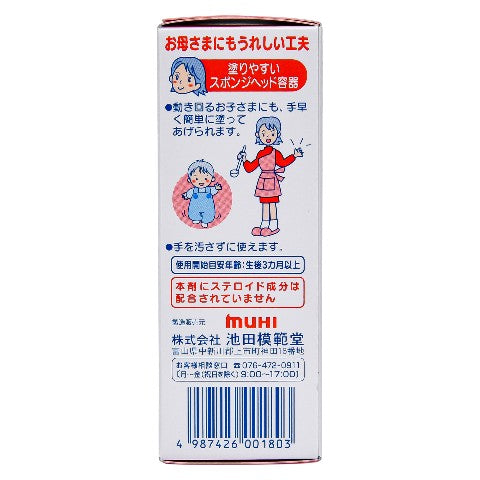 お母さまにもうれしい工夫
塗りやすい
スポンジヘッド容器
●動き回るお子さまにも、手早
く簡単に塗って
あげられます。
●手を汚さずに使えます。
使用開始目安年齢:生後3カ月以上
本剤にステロイド成分は
配合されていません
製造販売元
muHI
株式会社 池田模範堂
富山県中新川郡上市町神田16番地
お客様相談窓口 ☎076-472-0911
[月~金(祝日を除く) 9:00~17:00]
4 987426 001803